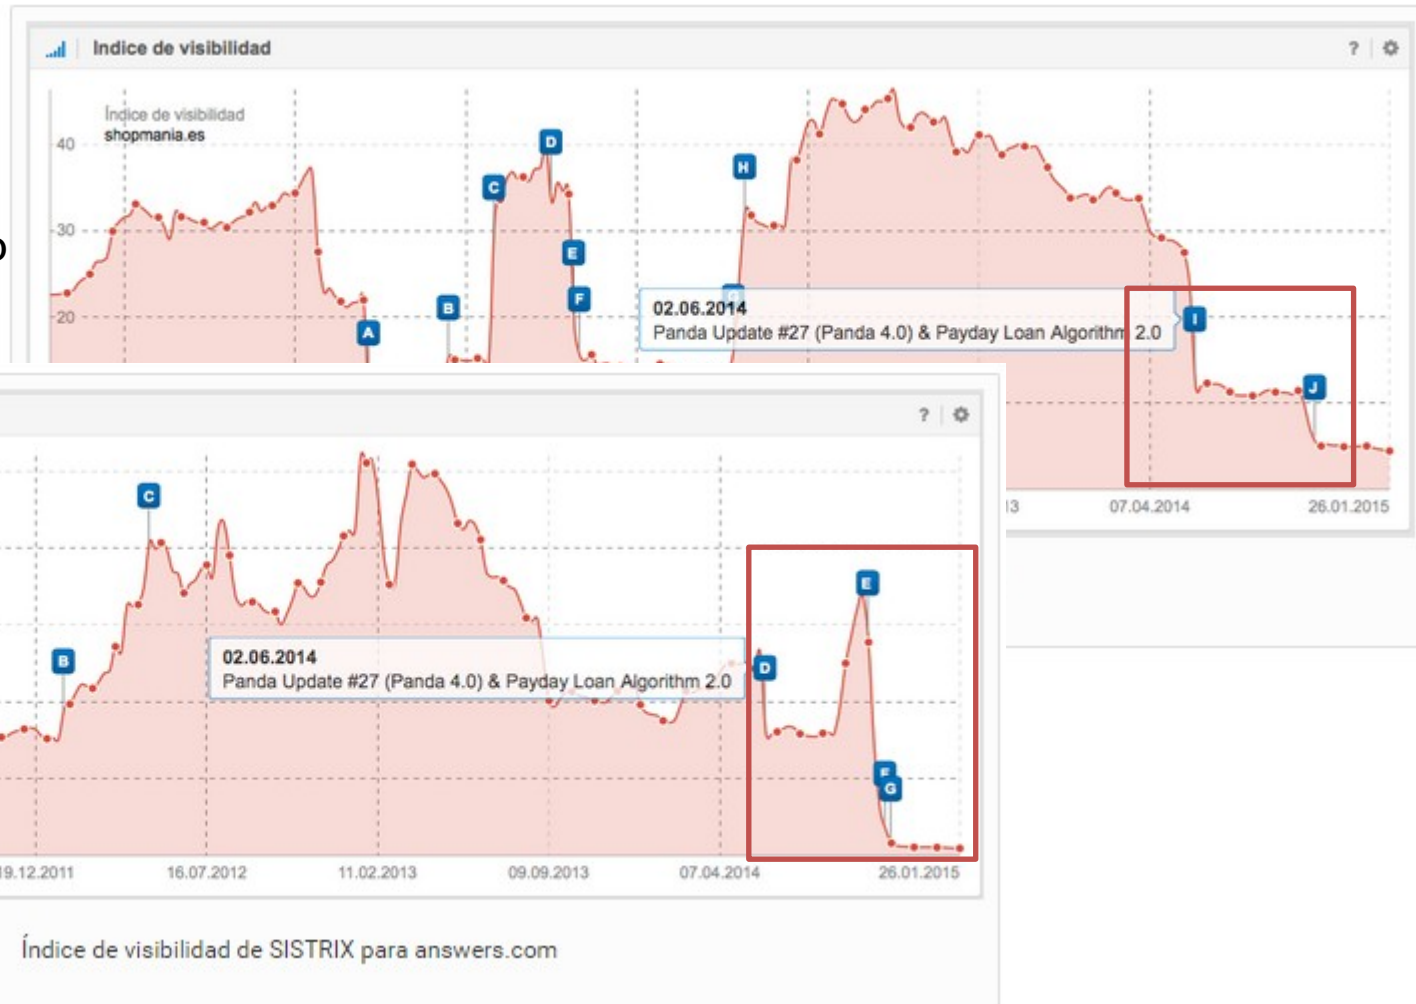 Indice de visibilidad
?
Índice de visibilidad
shopmania.es
40
30
20
A
B
C
D
E
F
H
02.06.2014
Panda Update #27 (Panda 4.0) & Payday Loan Algorithm 2.0
I
J
07.04.2014
26.01.2015
?
B
C
02.06.2014
Panda Update #27 (Panda 4.0) & Payday Loan Algorithm 2.0
D
E
F
G
19.12.2011
16.07.2012
11.02.2013
09.09.2013
07.04.2014
26.01.2015
Índice de visibilidad de SISTRIX para answers.com